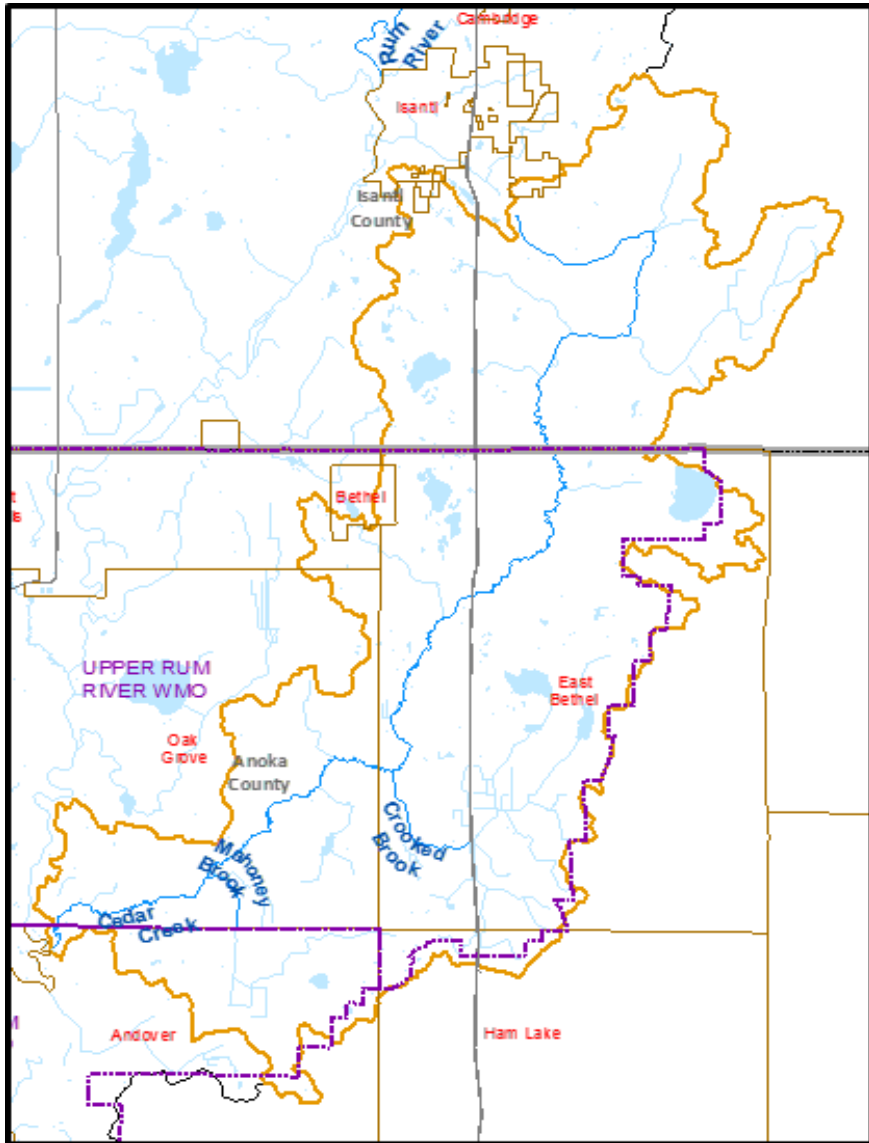 Cambridge
Rum
River
Isanti
Isanti
County
Bethel
UPPER RUM
RIVER WMO
East
Bethel
Oak
Grove
Anoka
County
Crooked
Brook
Mahoney
Brook
Cedar
Creek
Andover
Ham Lake